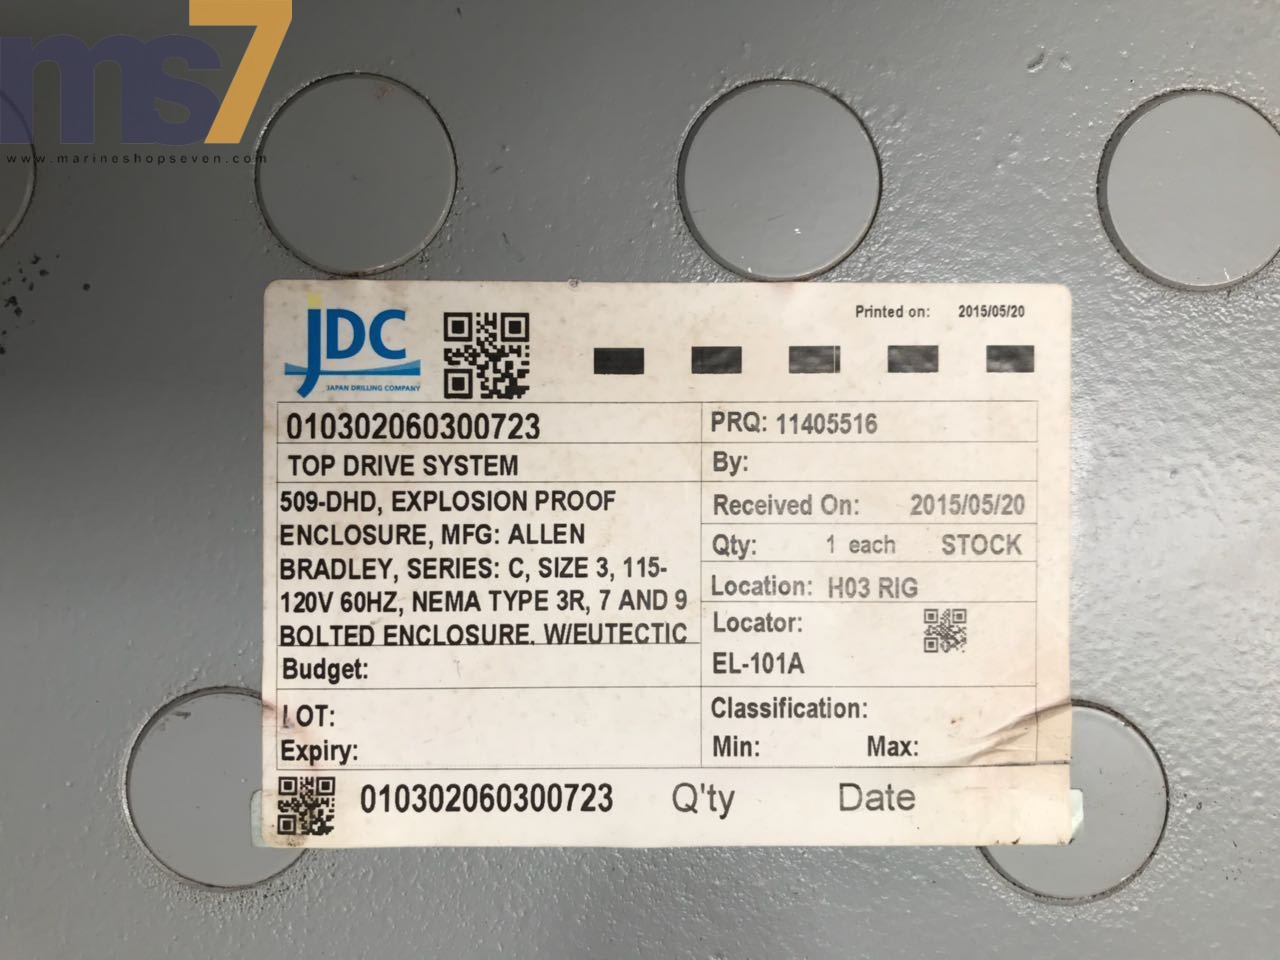 ms7
www.marineshopseven.com
JDC
JAPAN DRILLING COMPANY
Printed on: 2015/05/20
010302060300723
TOP DRIVE SYSTEM
509-DHD, EXPLOSION PROOF
ENCLOSURE, MFG: ALLEN
BRADLEY, SERIES: C, SIZE 3, 115-
120V 60HZ, NEMA TYPE 3R, 7 AND 9
BOLTED ENCLOSURE, W/EUTECTIC
Budget:
LOT:
Expiry:
PRQ: 11405516
By:
Received On: 2015/05/20
Qty: 1 each STOCK
Location: H03 RIG
Locator:
EL-101A
Classification:
Min: Max:
010302060300723 Q'ty Date